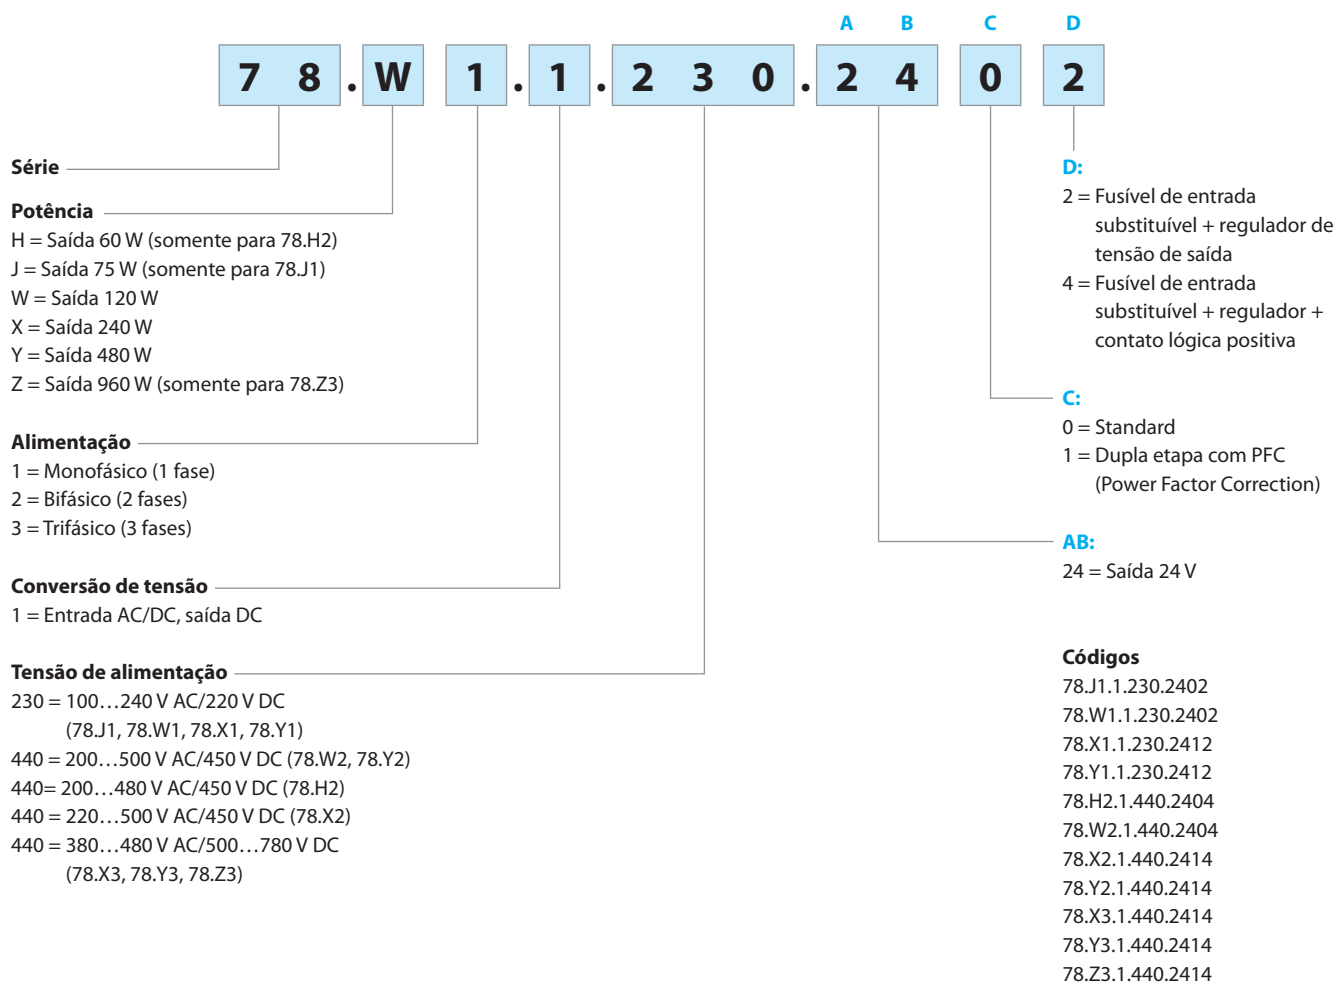 A B C D
7 8 . W 1 . 1 . 2 3 0 . 2 4 0 2
Série
Potência
H = Saída 60 W (somente para 78.H2)
J = Saída 75 W (somente para 78.J1)
W = Saída 120 W
X = Saída 240 W
Y = Saída 480 W
Z = Saída 960 W (somente para 78.Z3)
Alimentação
1 = Monofásico (1 fase)
2 = Bifásico (2 fases)
3 = Trifásico (3 fases)
Conversão de tensão
1 = Entrada AC/DC, saída DC
Tensão de alimentação
230 = 100…240 V AC/220 V DC
(78.J1, 78.W1, 78.X1, 78.Y1)
440 = 200…500 V AC/450 V DC (78.W2, 78.Y2)
440= 200…480 V AC/450 V DC (78.H2)
440 = 220…500 V AC/450 V DC (78.X2)
440 = 380…480 V AC/500…780 V DC
(78.X3, 78.Y3, 78.Z3)
D:
2 = Fusível de entrada
substituível + regulador de
tensão de saída
4 = Fusível de entrada
substituível + regulador +
contato lógica positiva
C:
0 = Standard
1 = Dupla etapa com PFC
(Power Factor Correction)
AB:
24 = Saída 24 V
Códigos
78.J1.1.230.2402
78.W1.1.230.2402
78.X1.1.230.2412
78.Y1.1.230.2412
78.H2.1.440.2404
78.W2.1.440.2404
78.X2.1.440.2414
78.Y2.1.440.2414
78.X3.1.440.2414
78.Y3.1.440.2414
78.Z3.1.440.2414